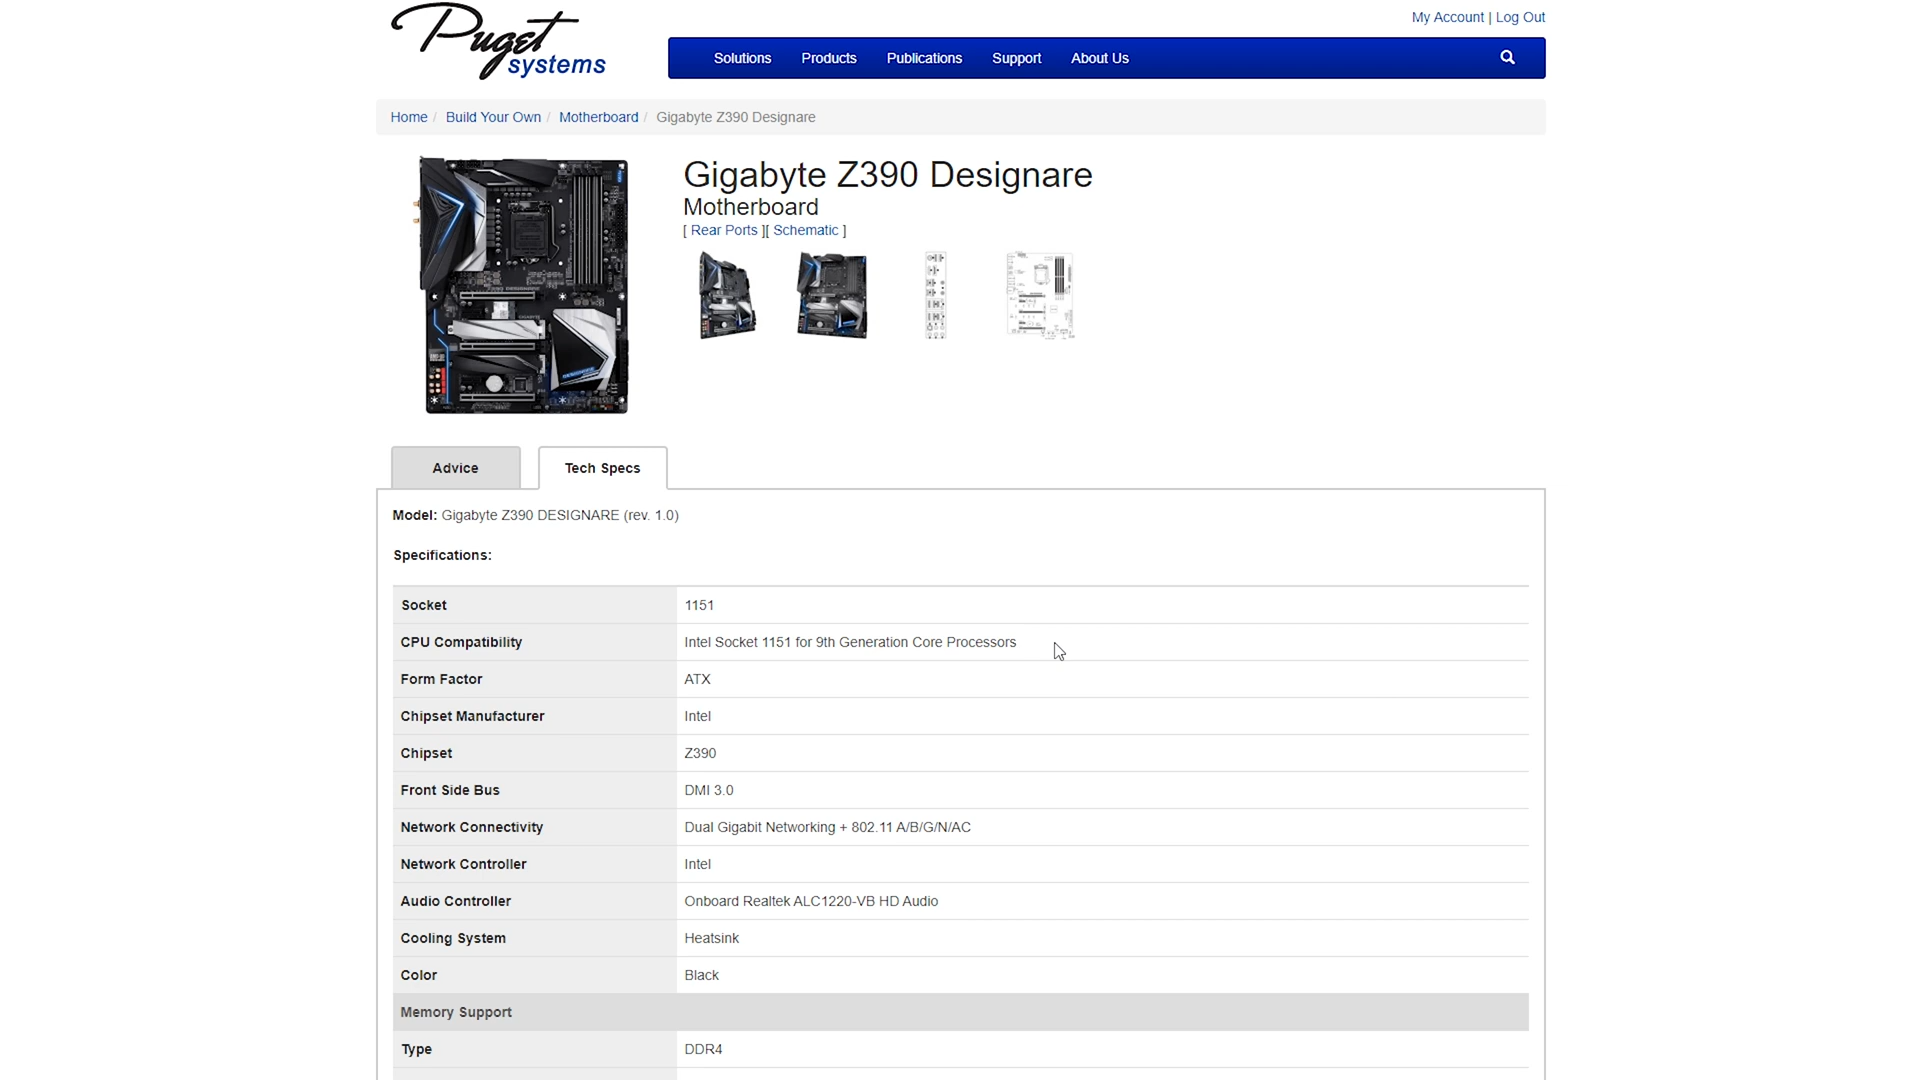 Puget
systems
My Account | Log Out
Solutions Products Publications Support About Us
Home / Build Your Own / Motherboard / Gigabyte Z390 Designare
Gigabyte Z390 Designare
Motherboard
[ Rear Ports ][ Schematic ]
Advice Tech Specs
Model: Gigabyte Z390 DESIGNARE (rev. 1.0)
Specifications:
Socket 1151
CPU Compatibility Intel Socket 1151 for 9th Generation Core Processors
Form Factor ATX
Chipset Manufacturer Intel
Chipset Z390
Front Side Bus DMI 3.0
Network Connectivity Dual Gigabit Networking + 802.11 A/B/G/N/AC
Network Controller Intel
Audio Controller Onboard Realtek ALC1220-VB HD Audio
Cooling System Heatsink
Color Black
Memory Support
Type DDR4